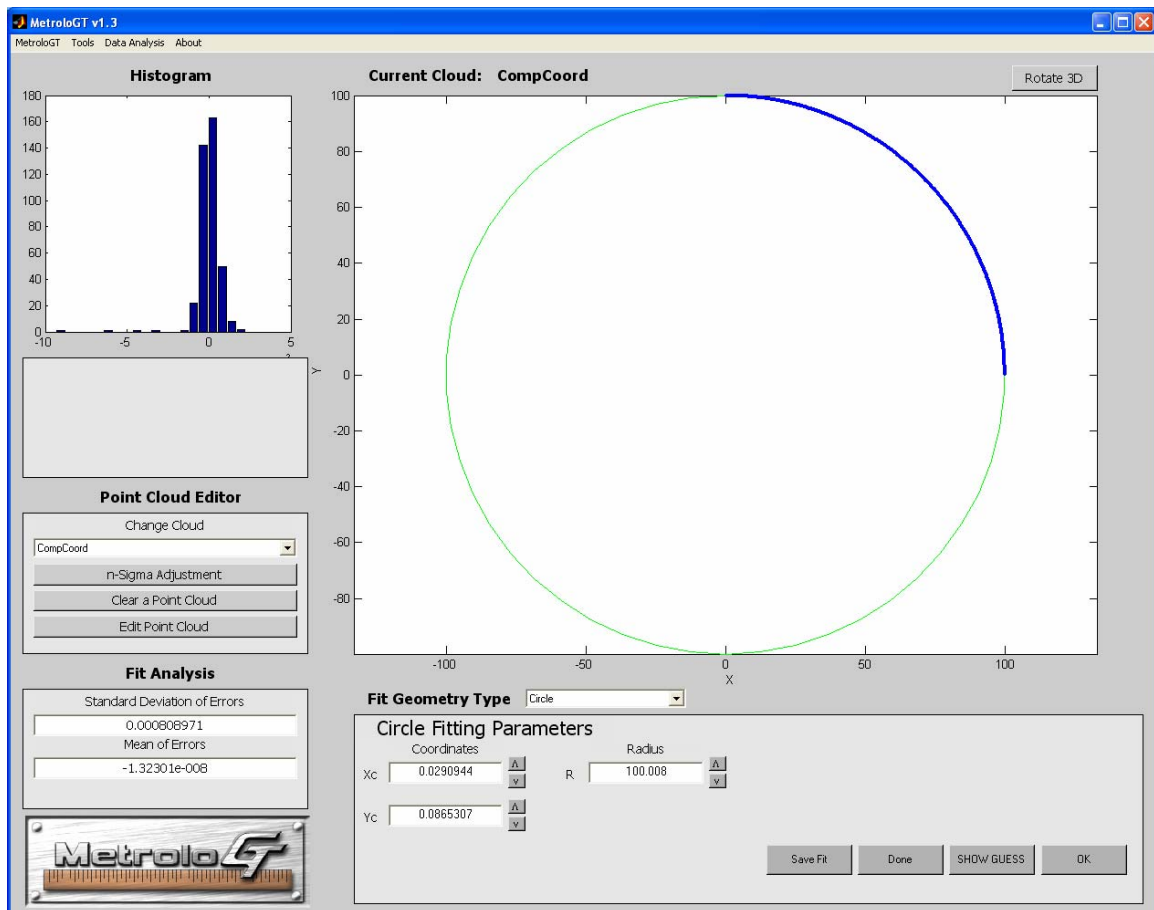 MetroloGT v1.3
MetroloGT Tools Data Analysis About
Histogram
180
160
140
120
100
80
60
40
20
0
-10 -5 0 5
Current Cloud: CompCoord
Rotate 3D
100
80
60
40
20
0
-20
-40
-60
-80
Y
-100 -50 0 50 100
X
Point Cloud Editor
Change Cloud
CompCoord
n-Sigma Adjustment
Clear a Point Cloud
Edit Point Cloud
Fit Analysis
Standard Deviation of Errors
0.000808971
Mean of Errors
-1.32301e-008
MetroloGT
Fit Geometry Type Circle
Circle Fitting Parameters
Coordinates Radius
Xc 0.0290944 Λ v R 100.008 Λ v
Yc 0.0865307 Λ v
Save Fit Done SHOW GUESS OK